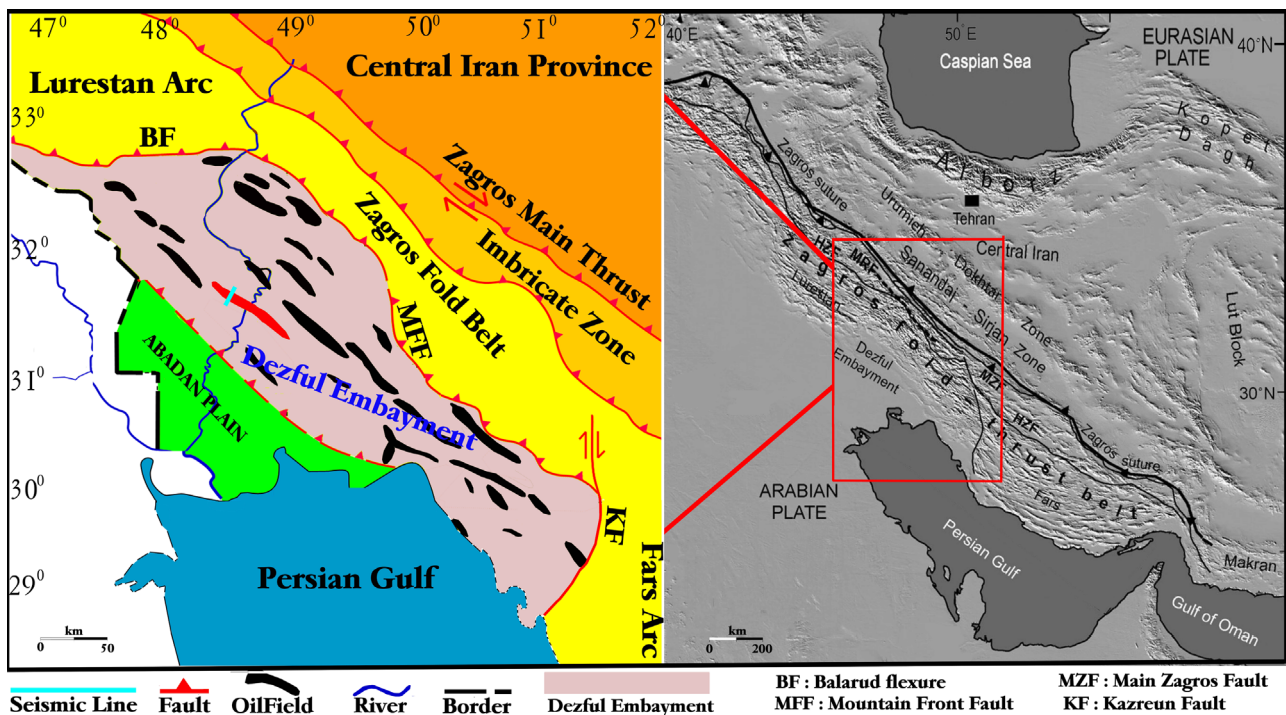 47⁰ 48⁰ 49⁰ 50⁰ 51⁰ 52⁰
Central Iran Province
Lurestan Arc
33⁰
BF
Zagros Main Thrust
Imbricate Zone
Zagros Fold Belt
32⁰
MFF
31⁰
ABADAN PLAIN
Dezful Embayment
30⁰
KF
29⁰
Persian Gulf
Fars Arc
km
0 50
40°E
50°E
EURASIAN
PLATE
40°N
Caspian Sea
Kopet
Dagh
Alborz
Tehran
Zagros suture
Urumieh
Dokhtar
Zone
Central Iran
Sanandaj
Sirjan Zone
HZF
MRF
Zagros fold
thrust belt
Lurestan
Dezful
Embayment
Lut Block
MZF
HZF
30°N
Zagros suture
ARABIAN
PLATE
Fars
Persian Gulf
Makran
Gulf of Oman
km
0 200
Seismic Line
Fault
OilField
River
Border
Dezful Embayment
BF : Balarud flexure
MFF : Mountain Front Fault
MZF : Main Zagros Fault
KF : Kazreun Fault